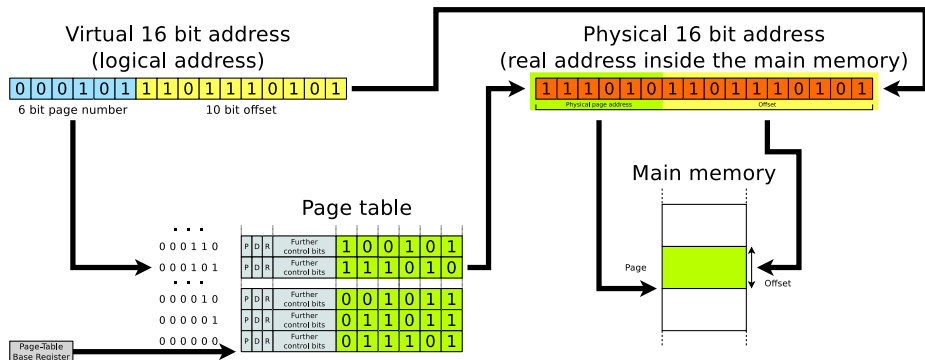 Virtual 16 bit address
(logical address)
0 0 0 1 0 1 1 1 0 1 1 1 0 1 0 1
6 bit page number
10 bit offset
Physical 16 bit address
(real address inside the main memory)
1 1 1 0 1 0 1 1 0 1 1 1 0 1 0 1
Physical page address
Offset
Main memory
Page
Offset
Page table
. . .
0 0 0 1 1 0
P D R Further control bits 1 0 0 1 0 1
0 0 0 1 0 1
P D R Further control bits 1 1 1 0 1 0
. . .
0 0 0 0 1 0
P D R Further control bits 0 0 1 0 1 1
0 0 0 0 0 1
P D R Further control bits 0 1 1 0 1 1
0 0 0 0 0 0
P D R Further control bits 0 1 1 1 0 1
Page-Table
Base Register